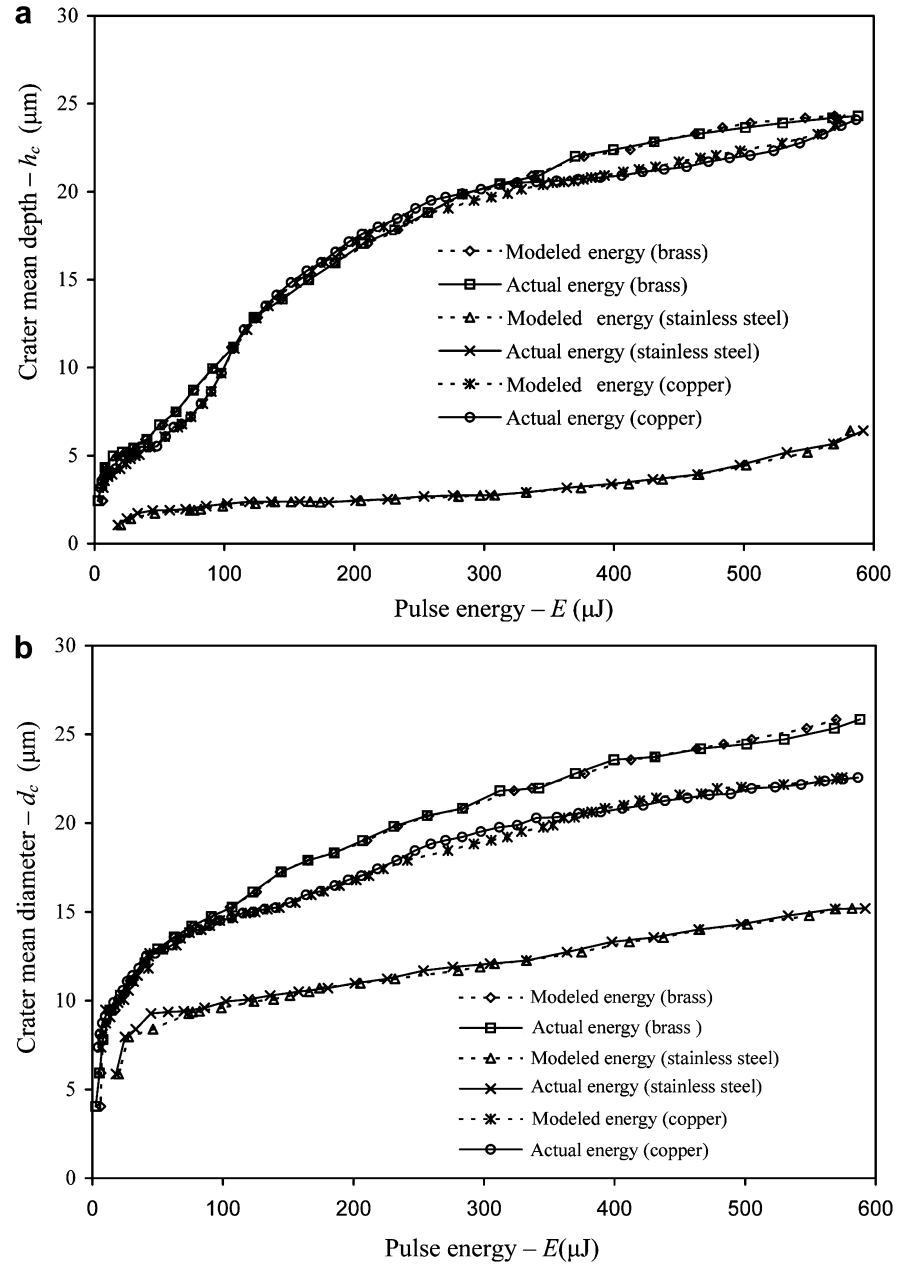 a
30
25
20
15
10
5
0
Crater mean depth – h_c (μm)
Modeled energy (brass)
Actual energy (brass)
Modeled energy (stainless steel)
Actual energy (stainless steel)
Modeled energy (copper)
Actual energy (copper)
0 100 200 300 400 500 600
Pulse energy – E (μJ)
b
30
25
20
15
10
5
0
Crater mean diameter – d_c (μm)
Modeled energy (brass)
Actual energy (brass )
Modeled energy (stainless steel)
Actual energy (stainless steel)
Modeled energy (copper)
Actual energy (copper)
0 100 200 300 400 500 600
Pulse energy – E(μJ)